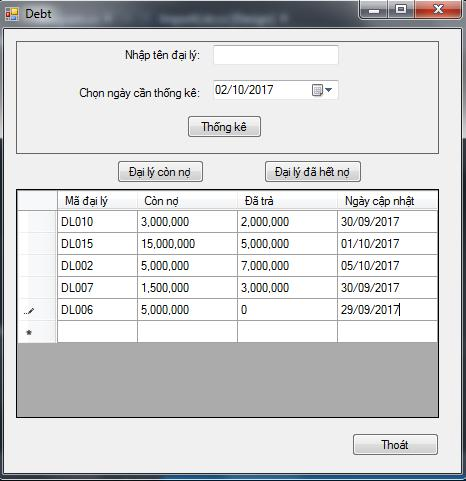 Debt
Nhập tên đại lý:
Chọn ngày cần thống kê: 02/10/2017
Thống kê
Đại lý còn nợ Đại lý đã hết nợ
Mã đại lý Còn nợ Đã trả Ngày cập nhật
DL010 3,000,000 2,000,000 30/09/2017
DL015 15,000,000 5,000,000 01/10/2017
DL002 5,000,000 7,000,000 05/10/2017
DL007 1,500,000 3,000,000 30/09/2017
DL006 5,000,000 0 29/09/2017
Thoát